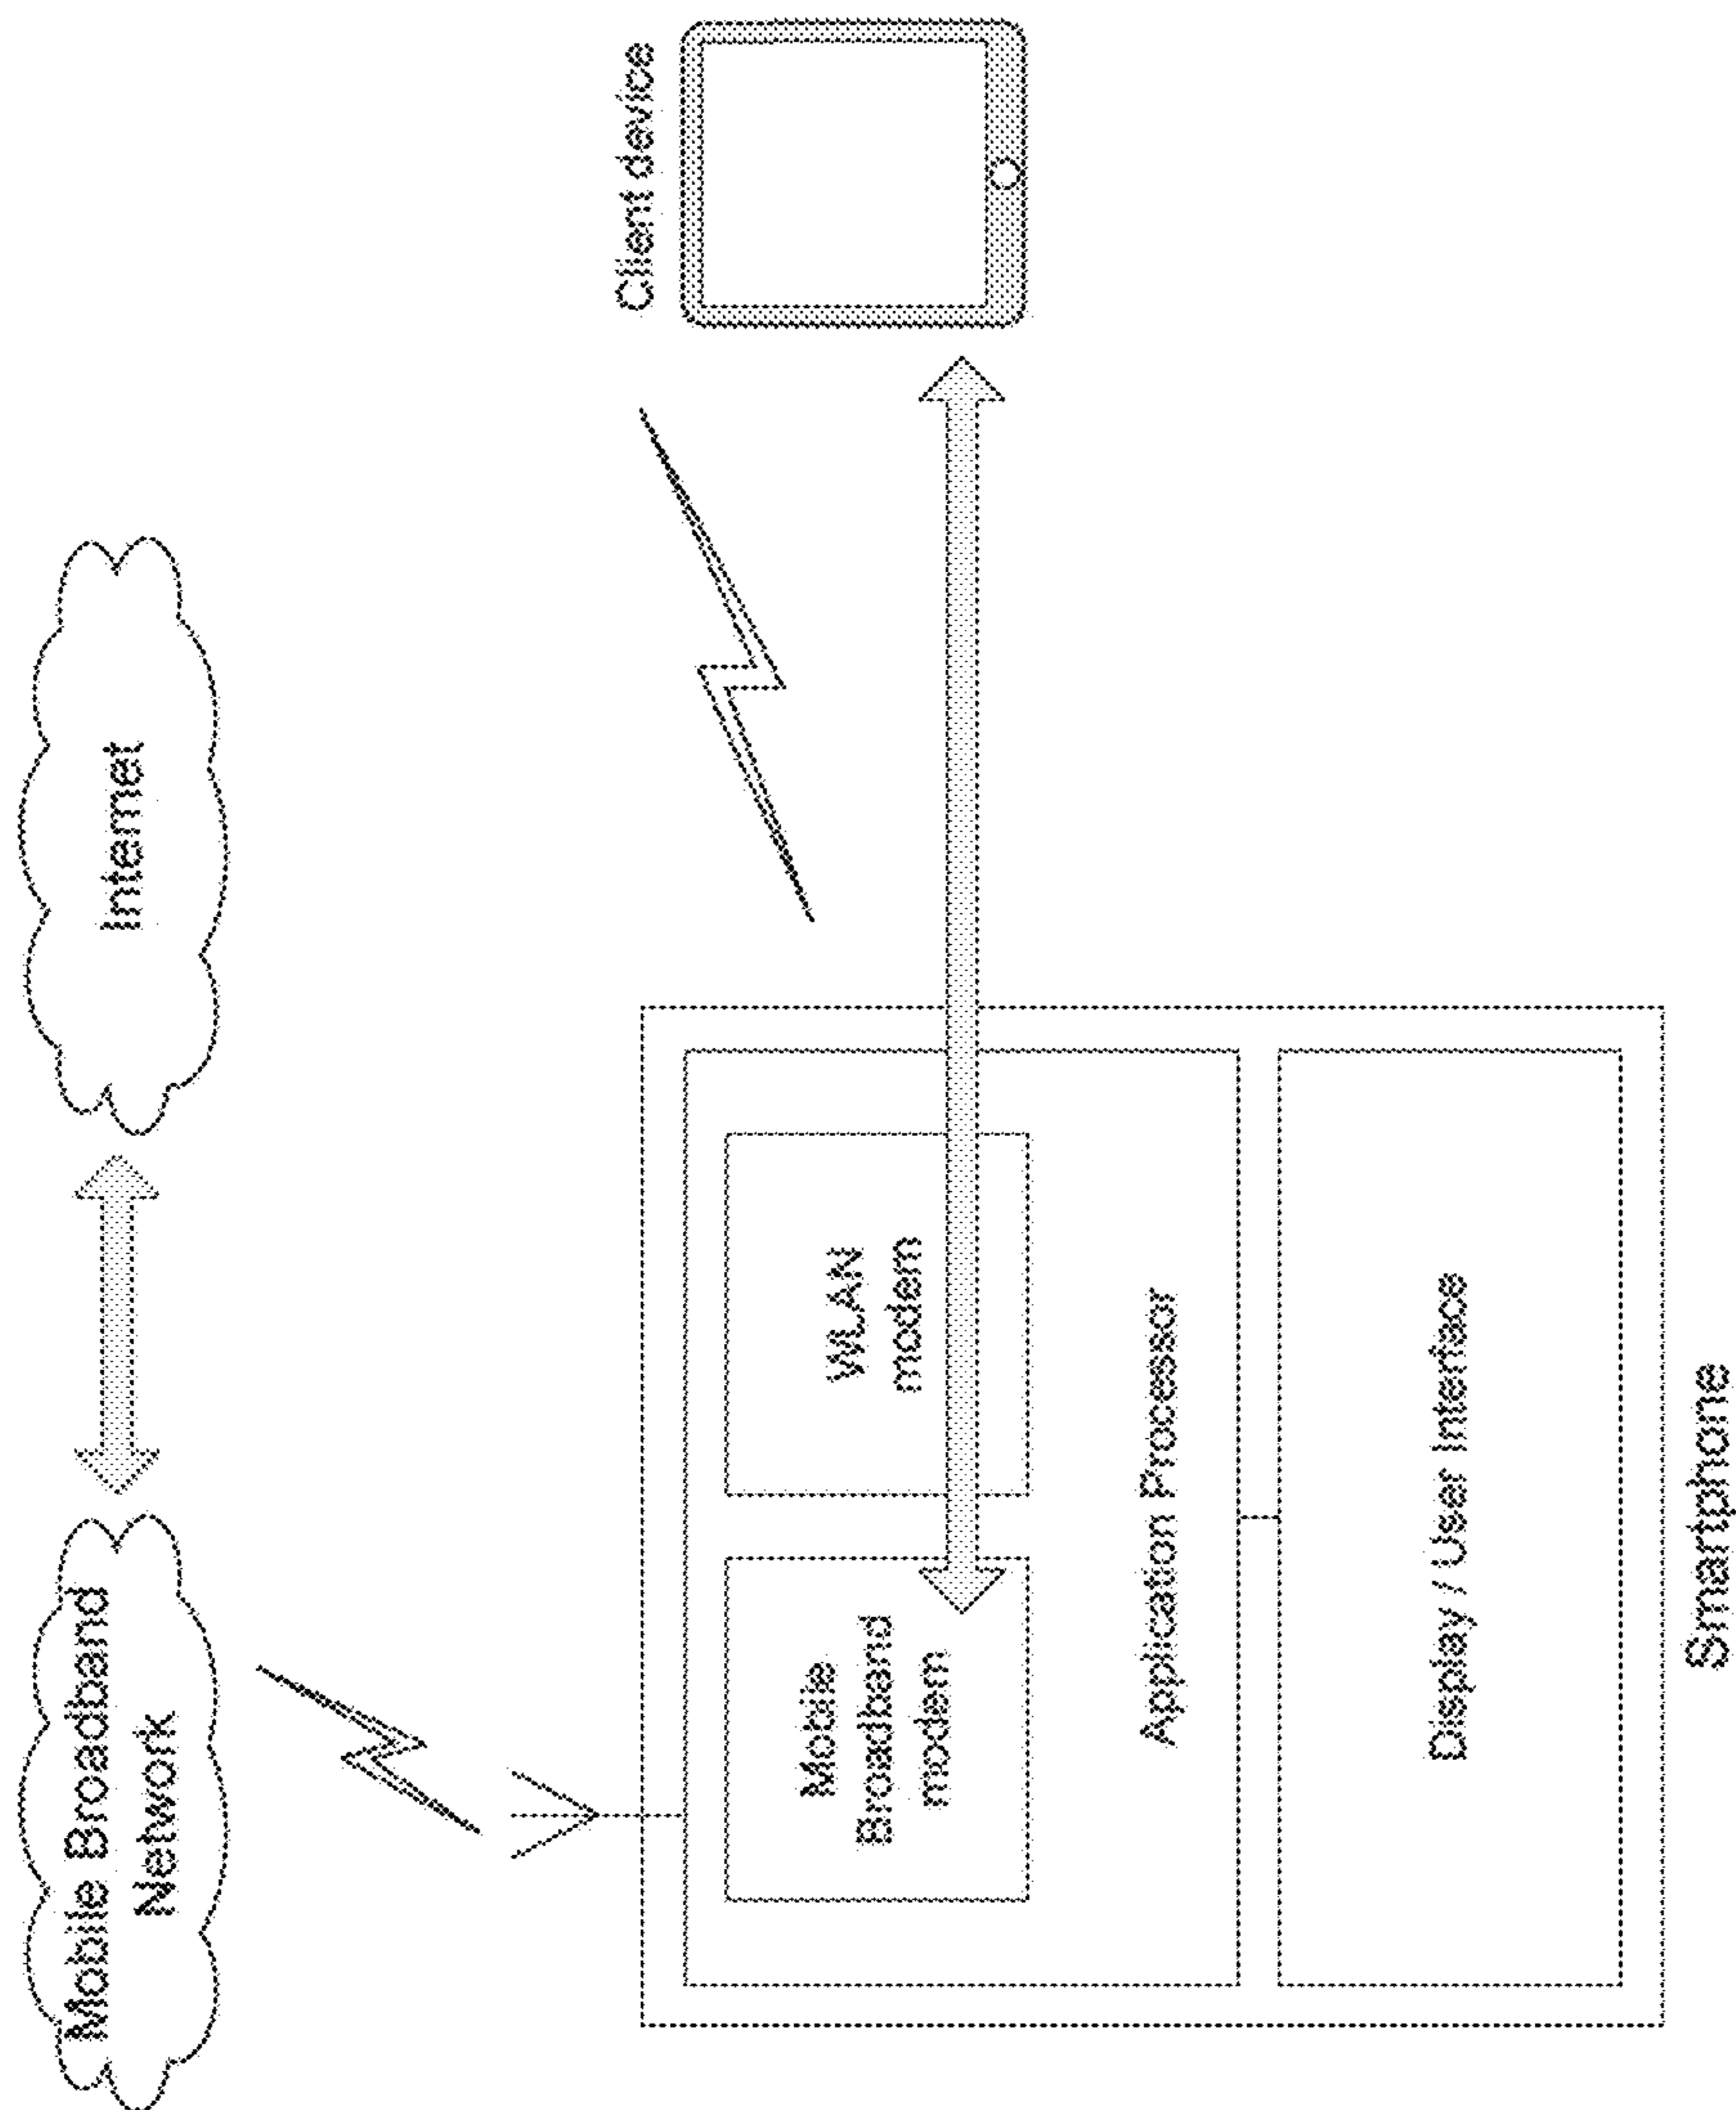 Mobile Broadband
Network
Internet
Client device
Mobile
Broadband
modem
WLAN
modem
Application Processor
Display / User Interface
Smartphone